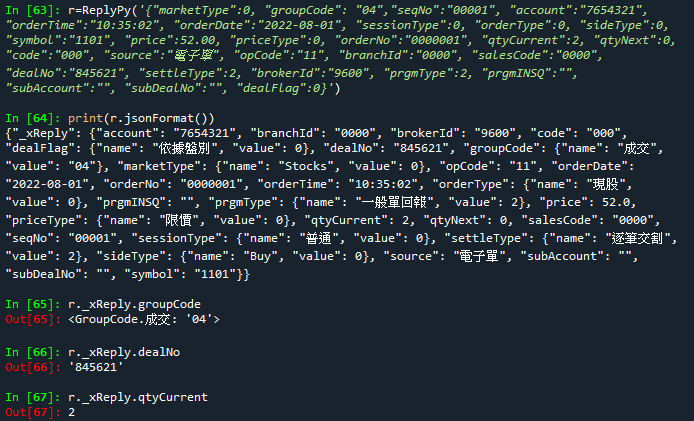 In [63]: r=ReplyPy('{"marketType":0, "groupCode": "04","seqNo":"00001", "account":"7654321",
"orderTime":"10:35:02", "orderDate":"2022-08-01", "sessionType":0, "orderType":0, "sideType":0,
"symbol":"1101", "price":52.00, "priceType":0, "orderNo":"0000001", "qtyCurrent":2, "qtyNext":0,
"code":"000", "source":"電子單", "opCode":"11", "branchId":"0000", "salesCode":"0000",
"dealNo":"845621", "settleType":2, "brokerId":"9600", "prgmType":2, "prgmINSQ":"",
"subAccount":"", "subDealNo":"", "dealFlag":0}')
In [64]: print(r.jsonFormat())
{"_xReply": {"account": "7654321", "branchId": "0000", "brokerId": "9600", "code": "000",
"dealFlag": {"name": "依據盤別", "value": 0}, "dealNo": "845621", "groupCode": {"name": "成交",
"value": "04"}, "marketType": {"name": "Stocks", "value": 0}, "opCode": "11", "orderDate":
"2022-08-01", "orderNo": "0000001", "orderTime": "10:35:02", "orderType": {"name": "現股",
"value": 0}, "prgmINSQ": "", "prgmType": {"name": "一般單回報", "value": 2}, "price": 52.0,
"priceType": {"name": "限價", "value": 0}, "qtyCurrent": 2, "qtyNext": 0, "salesCode": "0000",
"seqNo": "00001", "sessionType": {"name": "普通", "value": 0}, "settleType": {"name": "逐筆交割",
"value": 2}, "sideType": {"name": "Buy", "value": 0}, "source": "電子單", "subAccount": "",
"subDealNo": "", "symbol": "1101"}}
In [65]: r._xReply.groupCode
Out[65]: <GroupCode.成交: '04'>
In [66]: r._xReply.dealNo
Out[66]: '845621'
In [67]: r._xReply.qtyCurrent
Out[67]: 2